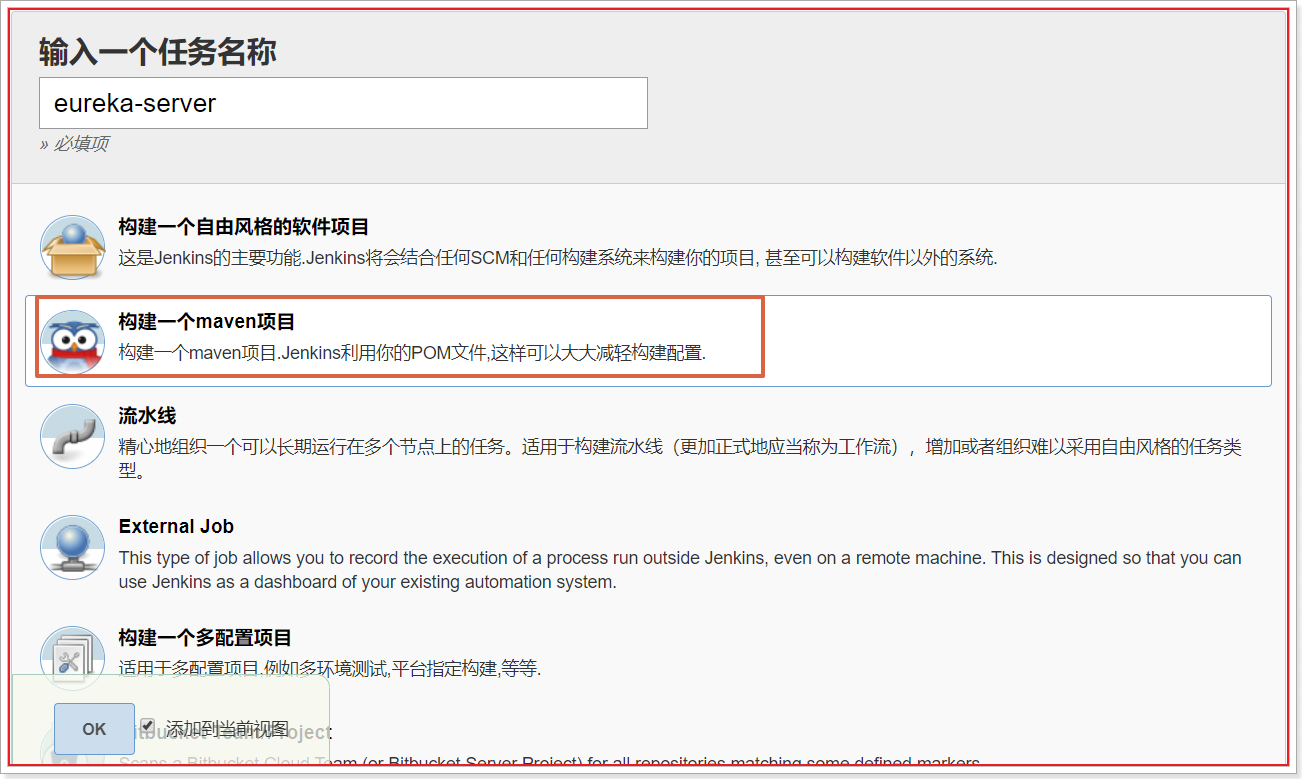 输入一个任务名称
eureka-server
» 必填项
构建一个自由风格的软件项目
这是Jenkins的主要功能.Jenkins将会结合任何SCM和任何构建系统来构建你的项目, 甚至可以构建软件以外的系统.
构建一个maven项目
构建一个maven项目.Jenkins利用你的POM文件,这样可以大大减轻构建配置.
流水线
精心地组织一个可以长期运行在多个节点上的任务。适用于构建流水线（更加正式地应当称为工作流），增加或者组织难以采用自由风格的任务类
型。
External Job
This type of job allows you to record the execution of a process run outside Jenkins, even on a remote machine. This is designed so that you can
use Jenkins as a dashboard of your existing automation system.
构建一个多配置项目
适用于多配置项目,例如多环境测试,平台指定构建,等等.
Bitbucket Team/Project
OK 添加到当前视图
Scans a Bitbucket Cloud Team (or Bitbucket Server Project) for all repositories matching some defined markers.